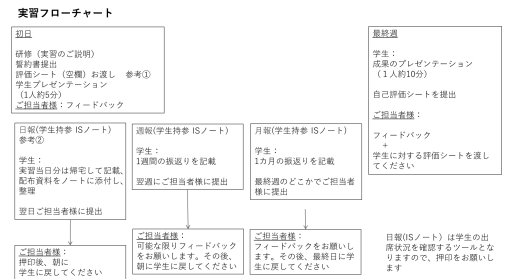 実習フローチャート
初日
研修（実習のご説明）
誓約書提出
評価シート（空欄）お渡し　参考①
学生プレゼンテーション
（1人約5分）
ご担当者様：フィードバック
最終週
学生：
成果のプレゼンテーション
（１人約10分）
自己評価シートを提出
ご担当者様：
フィードバック
＋
学生に対する評価シートを渡し
てください
日報(学生持参 ISノート)
参考②
学生：
実習当日分は帰宅して記載、
配布資料をノートに添付し、
整理
翌日ご担当者様に提出
週報(学生持参 ISノート)
学生：
1週間の振返りを記載
翌週にご担当者様に提出
月報(学生持参 ISノート)
学生：
1カ月の振返りを記載
最終週のどこかでご担当者
様に提出
ご担当者様：
押印後、朝に
学生に戻してください
ご担当者様：
可能な限りフィードバック
をお願いします。その後、
朝に学生に戻してください
ご担当者様：
フィードバックをお願いし
ます。その後、最終日に学
生に戻してください
日報(ISノート）は学生の出
席状況を確認するツールとな
りますので、押印をお願いし
ます